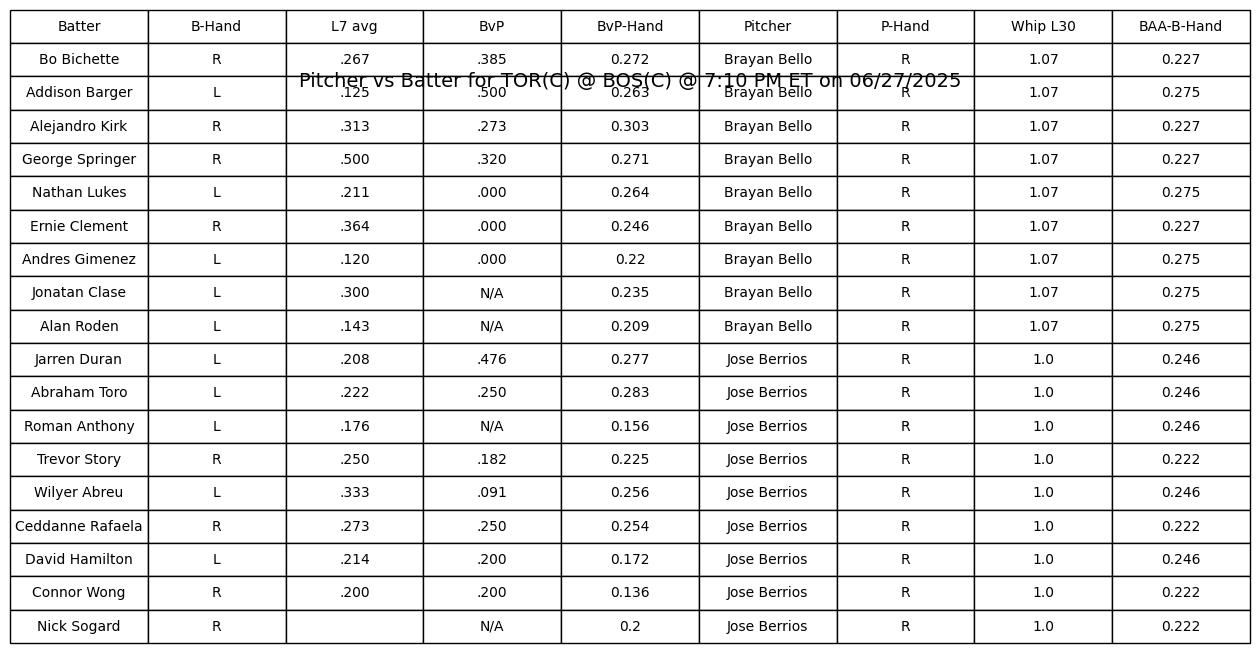 Batter B-Hand L7 avg BvP BvP-Hand Pitcher P-Hand Whip L30 BAA-B-Hand
Bo Bichette R .267 .385 0.272 Brayan Bello R 1.07 0.227
Pitcher vs Batter for TOR(C) @ BOS(C) @ 7:10 PM ET on 06/27/2025
Addison Barger L .125 .500 0.263 Brayan Bello R 1.07 0.275
Alejandro Kirk R .313 .273 0.303 Brayan Bello R 1.07 0.227
George Springer R .500 .320 0.271 Brayan Bello R 1.07 0.227
Nathan Lukes L .211 .000 0.264 Brayan Bello R 1.07 0.275
Ernie Clement R .364 .000 0.246 Brayan Bello R 1.07 0.227
Andres Gimenez L .120 .000 0.22 Brayan Bello R 1.07 0.275
Jonatan Clase L .300 N/A 0.235 Brayan Bello R 1.07 0.275
Alan Roden L .143 N/A 0.209 Brayan Bello R 1.07 0.275
Jarren Duran L .208 .476 0.277 Jose Berrios R 1.0 0.246
Abraham Toro L .222 .250 0.283 Jose Berrios R 1.0 0.246
Roman Anthony L .176 N/A 0.156 Jose Berrios R 1.0 0.246
Trevor Story R .250 .182 0.225 Jose Berrios R 1.0 0.222
Wilyer Abreu L .333 .091 0.256 Jose Berrios R 1.0 0.246
Ceddanne Rafaela R .273 .250 0.254 Jose Berrios R 1.0 0.222
David Hamilton L .214 .200 0.172 Jose Berrios R 1.0 0.246
Connor Wong R .200 .200 0.136 Jose Berrios R 1.0 0.222
Nick Sogard R N/A 0.2 Jose Berrios R 1.0 0.222